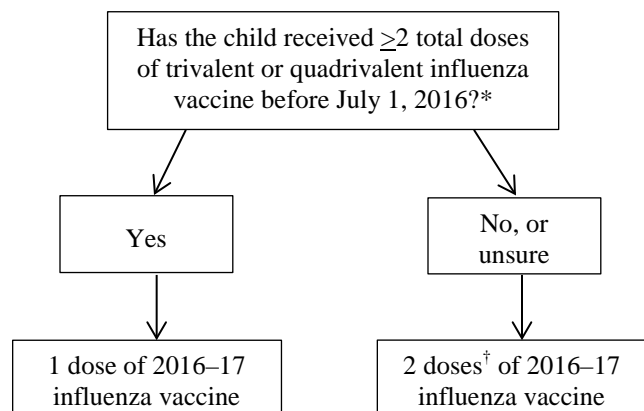 Has the child received ≥2 total doses
of trivalent or quadrivalent influenza
vaccine before July 1, 2016?*
Yes
No, or
unsure
1 dose of 2016–17
influenza vaccine
2 doses† of 2016–17
influenza vaccine